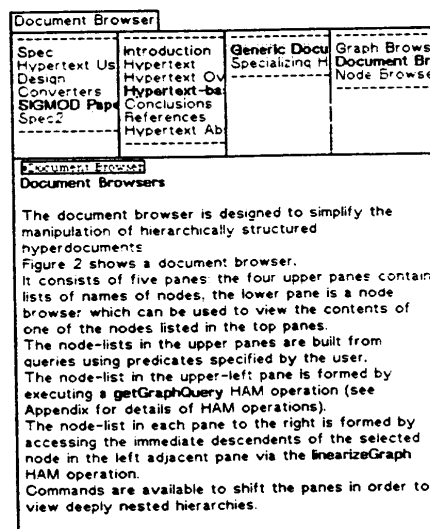 Document Browser
Spec
Hypertext Us
Design
Converters
SIGMOD Pape
Spec2
Introduction
Hypertext
Hypertext Ov
Hypertext-ba
Conclusions
References
Hypertext Ab
Generic Docu
Specializing H
Graph Brows
Document Br
Node Browse
Document Browser
Document Browsers
The document browser is designed to simplify the
manipulation of hierarchically structured
hyperdocuments
Figure 2 shows a document browser.
It consists of five panes: the four upper panes contain
lists of names of nodes, the lower pane is a node
browser which can be used to view the contents of
one of the nodes listed in the top panes.
The node-lists in the upper panes are built from
queries using predicates specified by the user.
The node-list in the upper-left pane is formed by
executing a getGraphQuery HAM operation (see
Appendix for details of HAM operations).
The node-list in each pane to the right is formed by
accessing the immediate descendents of the selected
node in the left adjacent pane via the linearizeGraph
HAM operation.
Commands are available to shift the panes in order to
view deeply nested hierarchies.